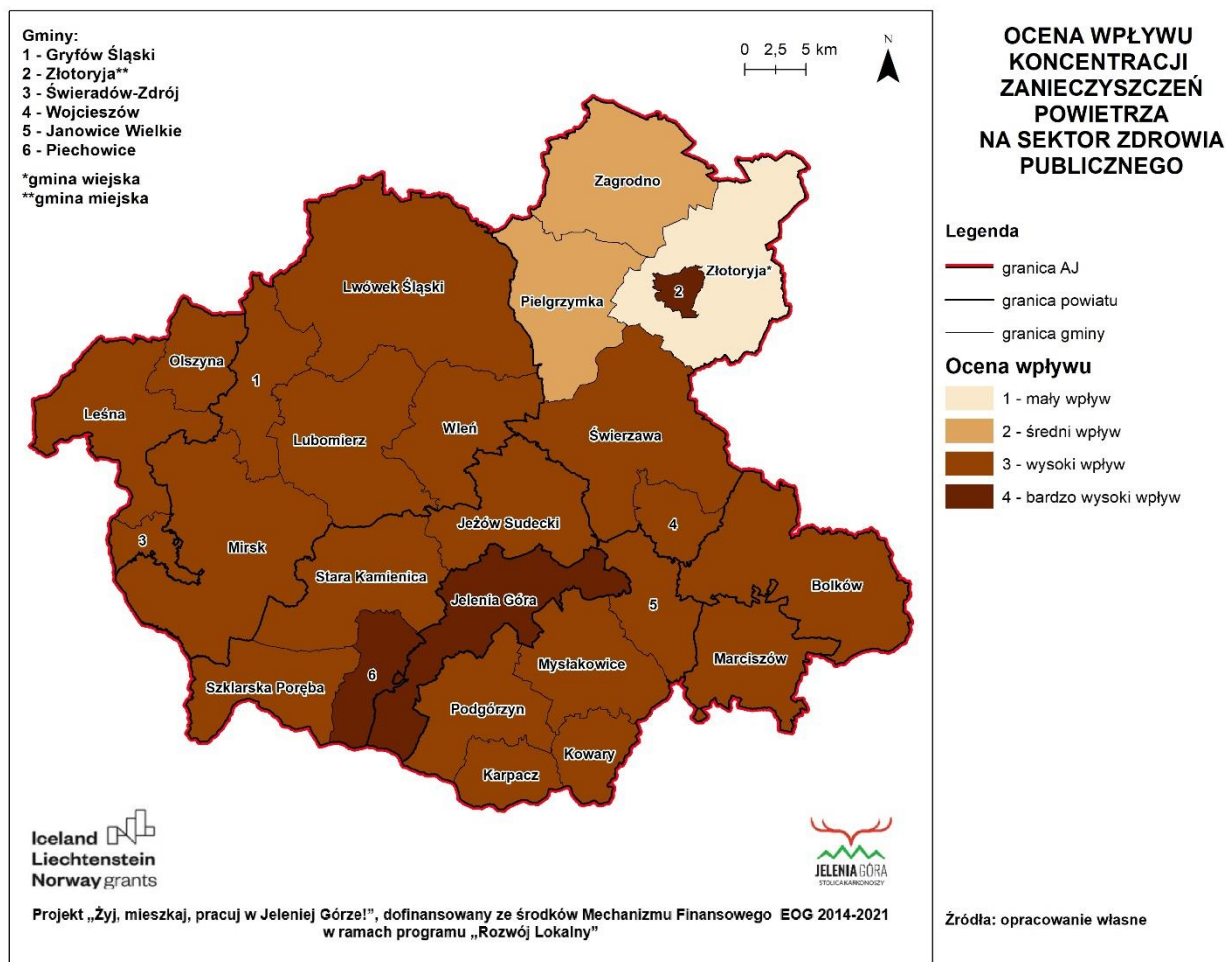 Gminy:
1 - Gryfów Śląski
2 - Złotoryja**
3 - Świeradów-Zdrój
4 - Wojcieszów
5 - Janowice Wielkie
6 - Piechowice
*gmina wiejska
**gmina miejska
0 2,5 5 km
N
Zagrodno
Złotoryja*
2
Pielgrzymka
Lwówek Śląski
Olszyna
1
Leśna
Lubomierz
Wleń
Świerzawa
4
3
Mirsk
Jeżów Sudecki
Stara Kamienica
Jelenia Góra
5
Bolków
Mysłakowice
Marciszów
Szklarska Poręba
6
Podgórzyn
Kowary
Karpacz
Iceland
Liechtenstein
Norway grants
JELENIA GÓRA
STOLICA KARKONOSZY
Projekt „Żyj, mieszkaj, pracuj w Jeleniej Górze!”, dofinansowany ze środków Mechanizmu Finansowego EOG 2014-2021
w ramach programu „Rozwój Lokalny”
OCENA WPŁYWU
KONCENTRACJI
ZANIECZYSZCZEŃ
POWIETRZA
NA SEKTOR ZDROWIA
PUBLICZNEGO
Legenda
granica AJ
granica powiatu
granica gminy
Ocena wpływu
1 - mały wpływ
2 - średni wpływ
3 - wysoki wpływ
4 - bardzo wysoki wpływ
Źródła: opracowanie własne